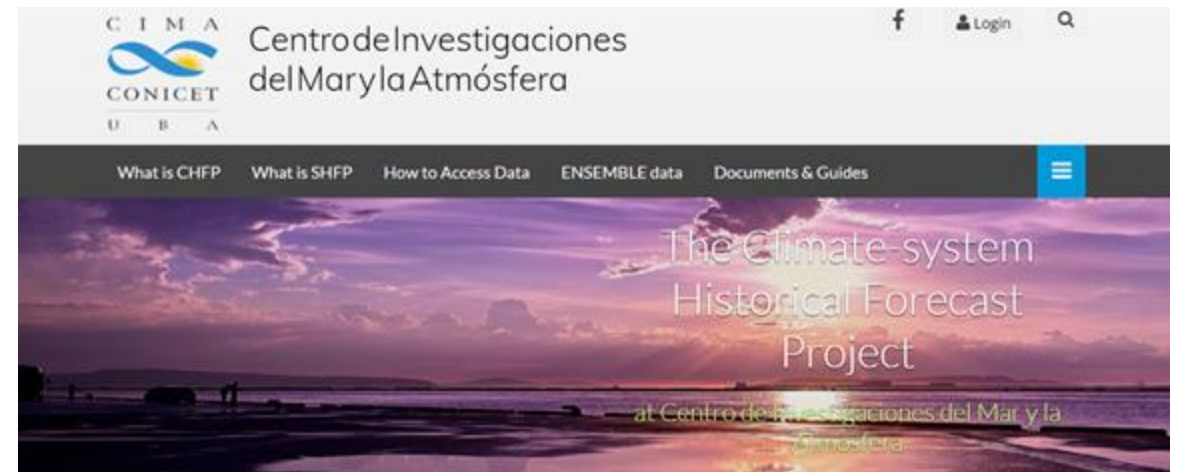 C I M A
CONICET
U B A
Centro de Investigaciones
del Mar y la Atmósfera
f
Login
What is CHFP
What is SHFP
How to Access Data
ENSEMBLE data
Documents & Guides
The Climate-system
Historical Forecast
Project
at Centro de Investigaciones del Mar y la
Atmosfera